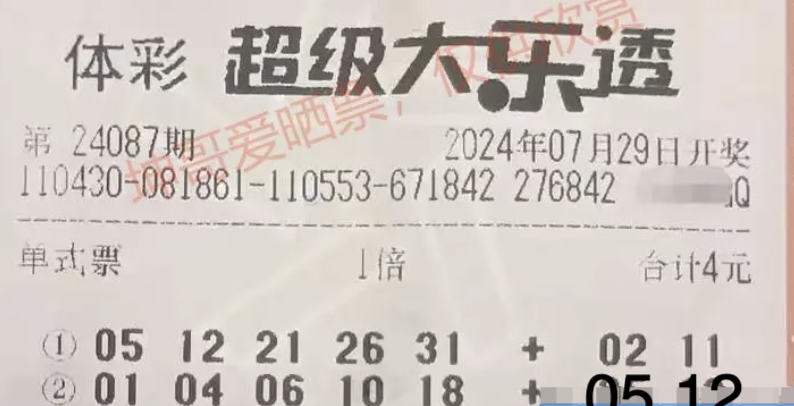 体彩 超级大乐透
第 24087期 2024年07月29日开奖
110430-081861-110553-671842 276842 Q
单式票 1倍 合计4元
① 05 12 21 26 31 + 02 11
② 01 04 06 10 18 + 05 12
哥爱晒票，仅供欣赏